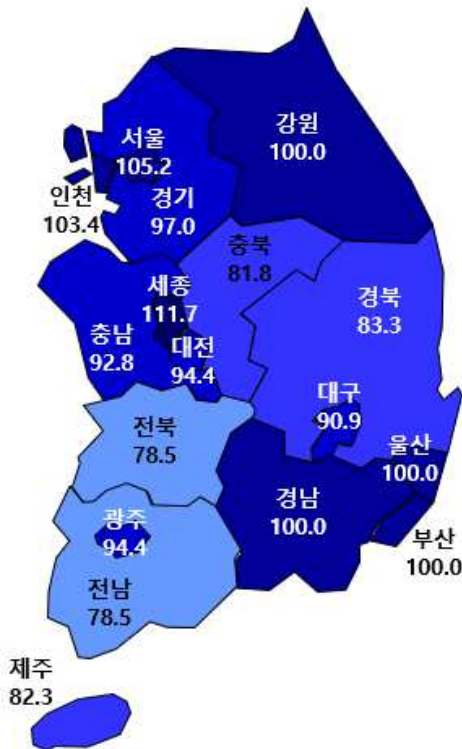 강원
100.0
서울
105.2
인천
103.4
경기
97.0
충북
81.8
경북
83.3
세종
111.7
충남
92.8
대전
94.4
대구
90.9
전북
78.5
울산
100.0
경남
100.0
광주
94.4
부산
100.0
전남
78.5
제주
82.3